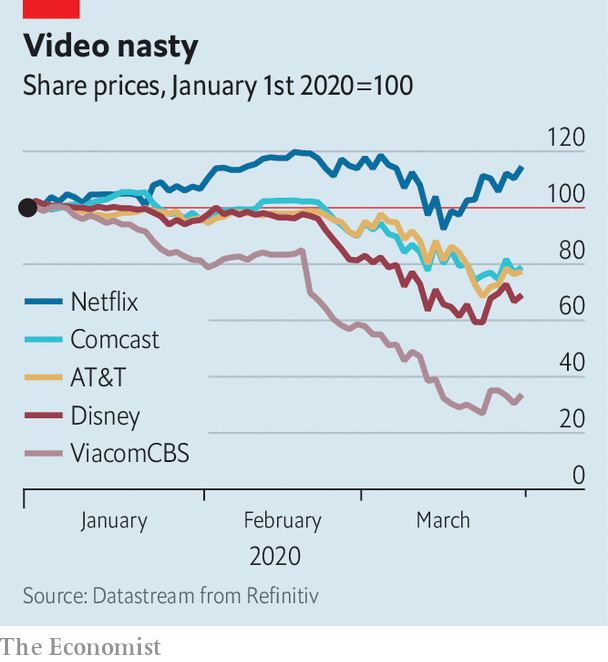 Video nasty
Share prices, January 1st 2020=100
120
100
80
60
40
20
0
Netflix
Comcast
AT&T
Disney
ViacomCBS
January February March
2020
Source: Datastream from Refinitiv
The Economist